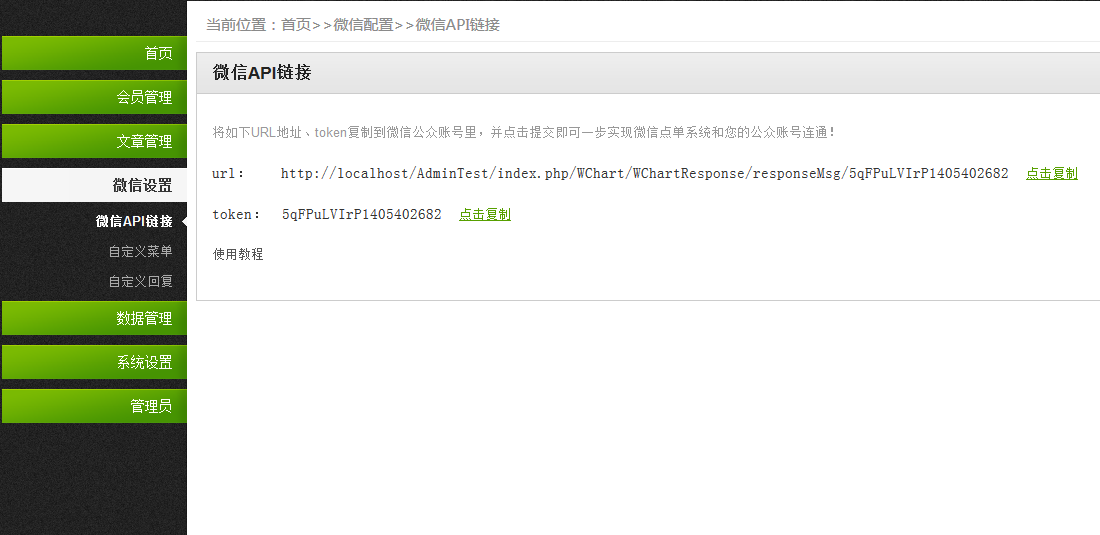 当前位置：首页>>微信配置>>微信API链接
首页
会员管理
文章管理
微信设置
微信API链接
自定义菜单
自定义回复
数据管理
系统设置
管理员
微信API链接
将如下URL地址、token复制到微信公众账号里，并点击提交即可一步实现微信点单系统和您的公众账号连通！
url： http://localhost/AdminTest/index.php/WChart/WChartResponse/responseMsg/5qFPuLVIrP1405402682 点击复制
token： 5qFPuLVIrP1405402682 点击复制
使用教程